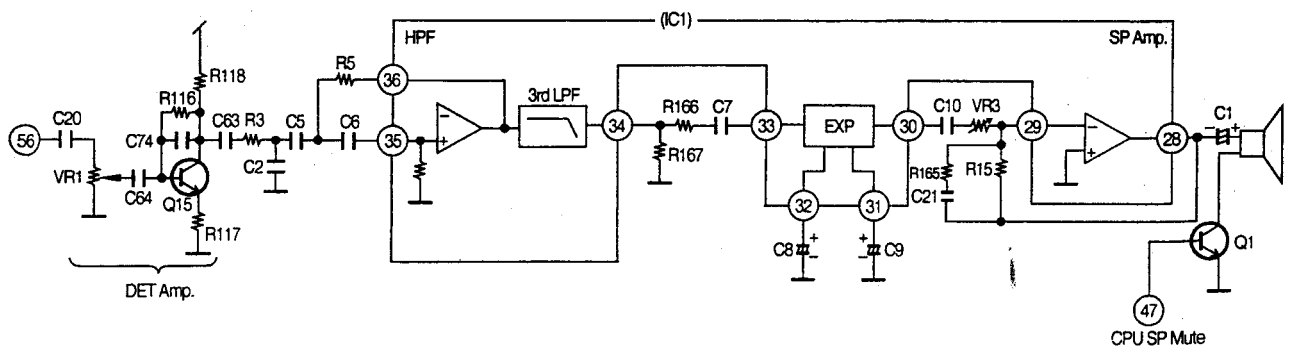 (IC1)
HPF
SP Amp.
R118
R5
36
R116
3rd LPF
C20
C63
R3
C5
C6
R166
C7
C10
VR3
C1
56
35
34
33
EXP
30
29
28
C74
C2
R167
R165
R15
VR1
C64
Q15
C21
32
31
R117
C8
C9
Q1
DET Amp.
47
CPU SP Mute